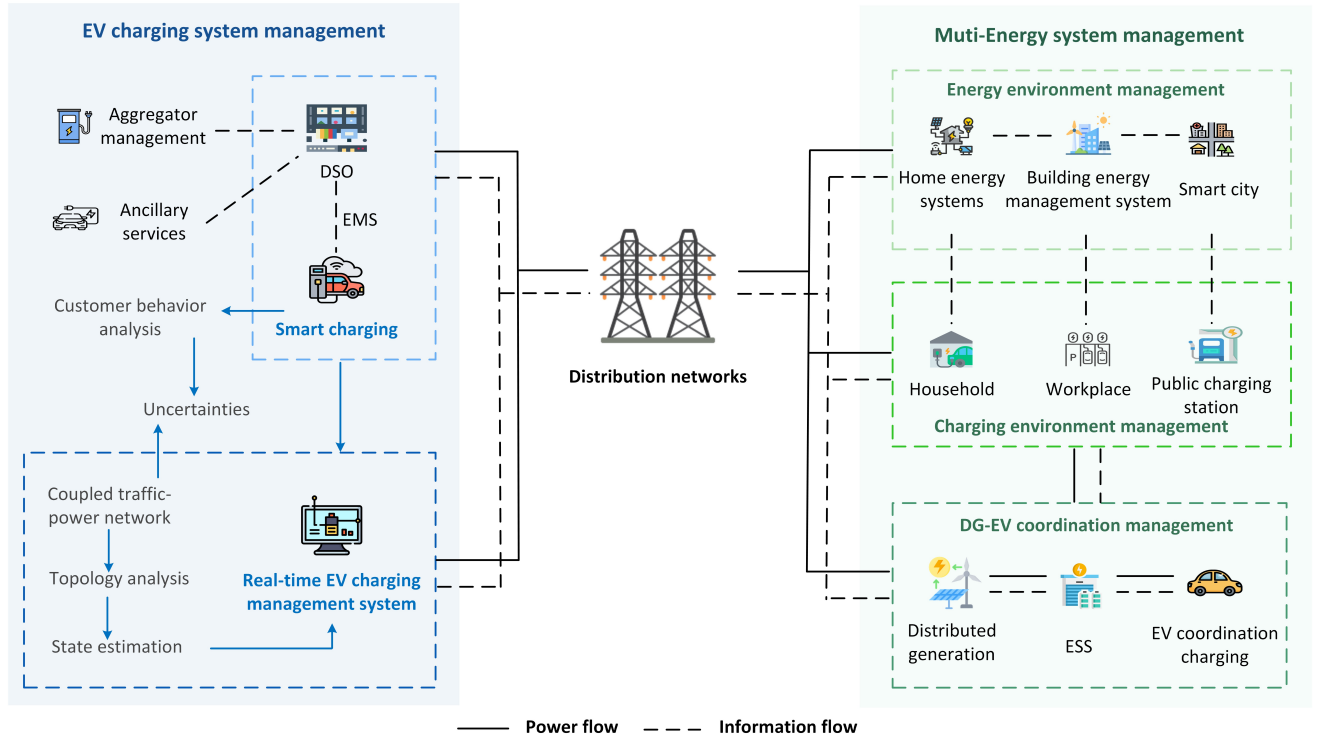 EV charging system management
Aggregator
management
DSO
Ancillary
services
EMS
Customer behavior
analysis
Smart charging
Uncertainties
Coupled traffic-
power network
Topology analysis
State estimation
Real-time EV charging
management system
Distribution networks
Muti-Energy system management
Energy environment management
Home energy
systems
Building energy
management system
Smart city
Household
P
Workplace
Public charging
station
Charging environment management
DG-EV coordination management
Distributed
generation
ESS
EV coordination
charging
Power flow
Information flow